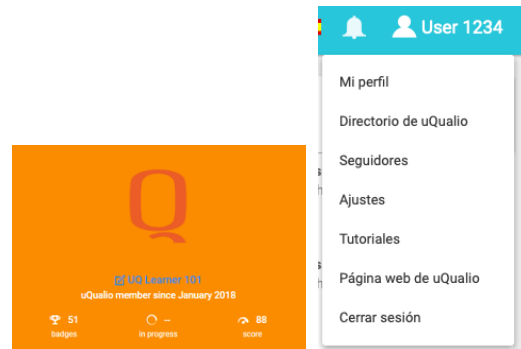 Q
UQ Learner 101
uQualio member since January 2018
51
badges
–
in progress
88
score
User 1234
Mi perfil
Directorio de uQualio
Seguidores
Ajustes
Tutoriales
Página web de uQualio
Cerrar sesión